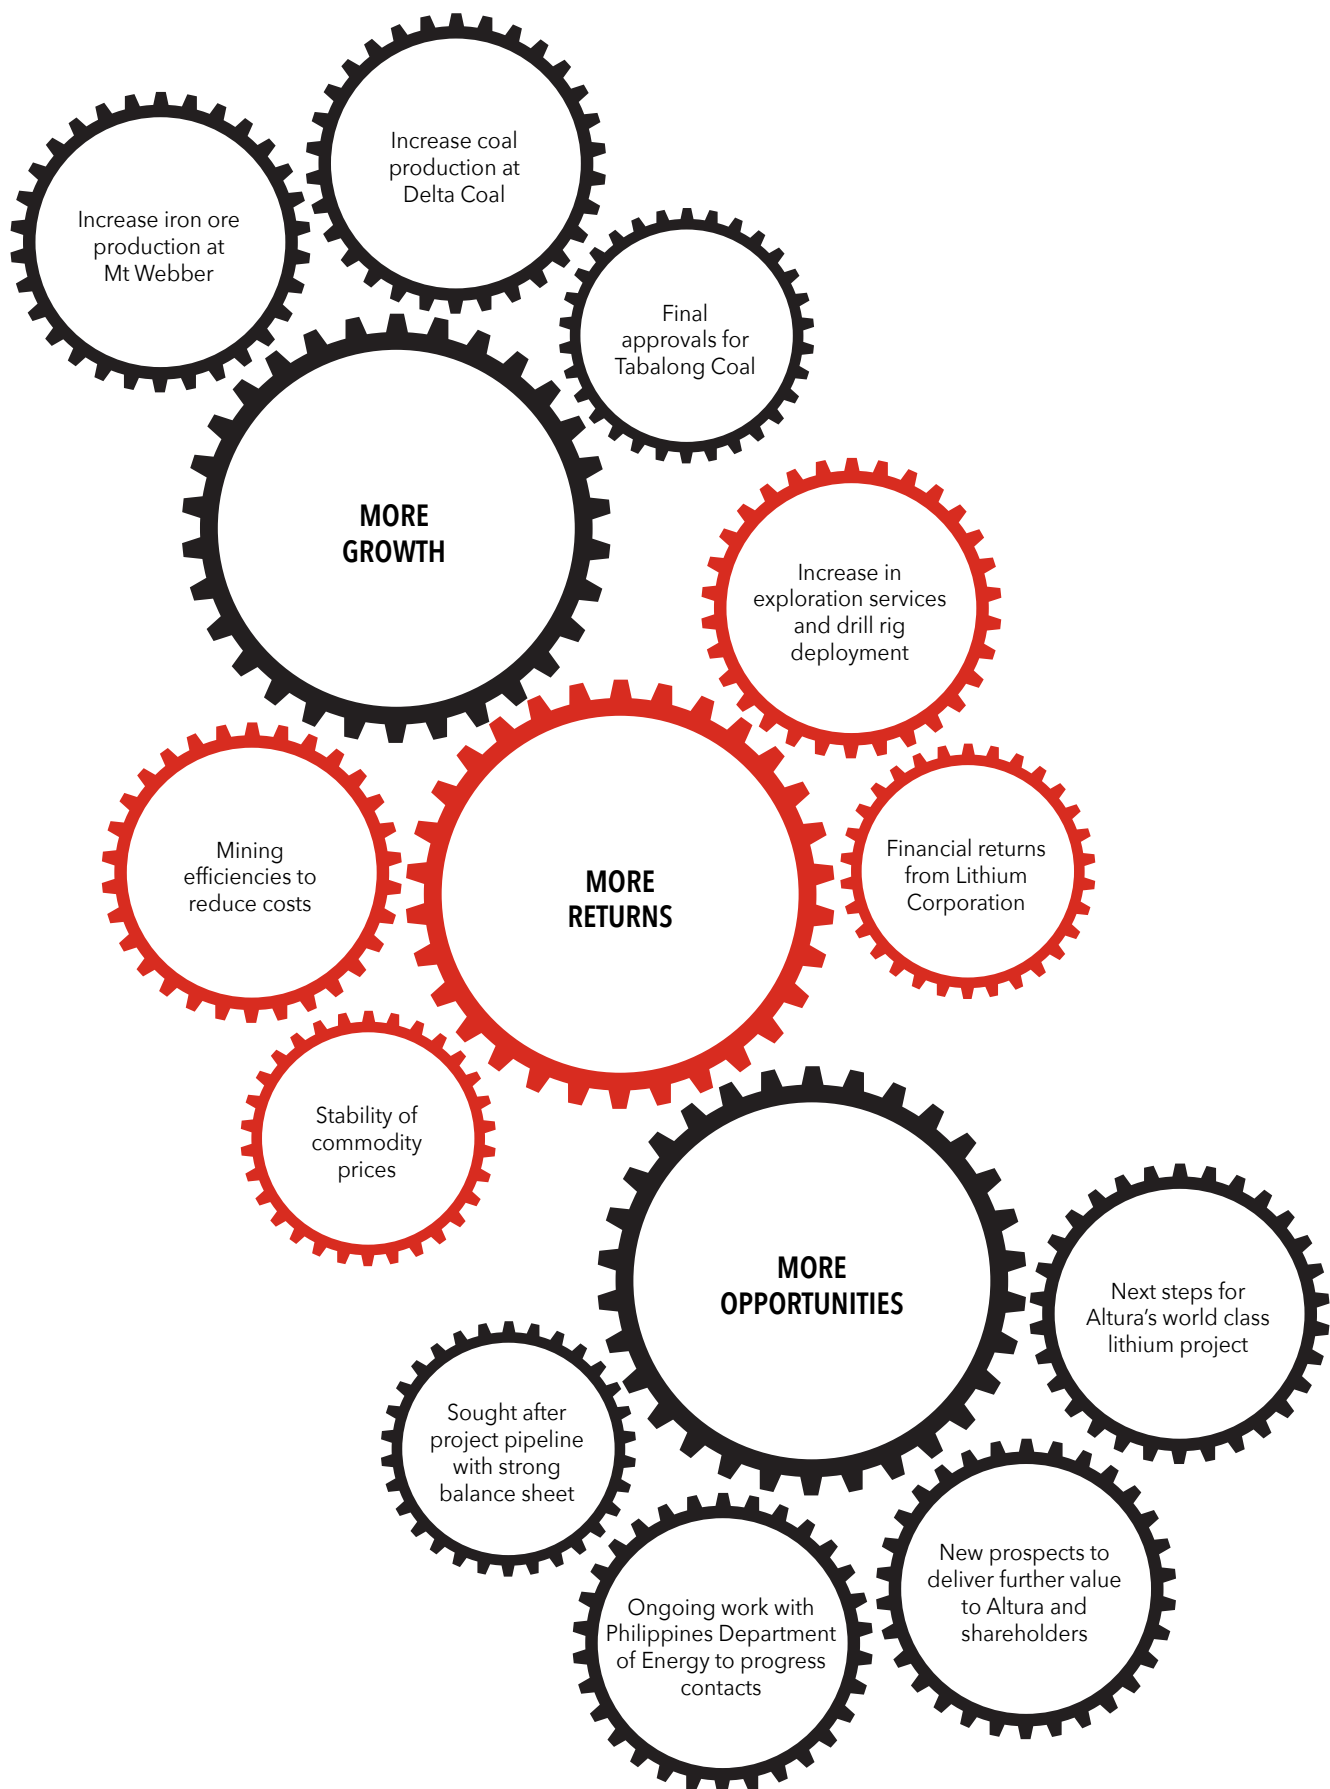 Increase coal
production at
Delta Coal
Increase iron ore
production at
Mt Webber
Final
approvals for
Tabalong Coal
MORE
GROWTH
Increase in
exploration services
and drill rig
deployment
Mining
efficiencies to
reduce costs
MORE
RETURNS
Financial returns
from Lithium
Corporation
Stability of
commodity
prices
MORE
OPPORTUNITIES
Next steps for
Altura’s world class
lithium project
Sought after
project pipeline
with strong
balance sheet
New prospects to
deliver further value
to Altura and
shareholders
Ongoing work with
Philippines Department
of Energy to progress
contacts